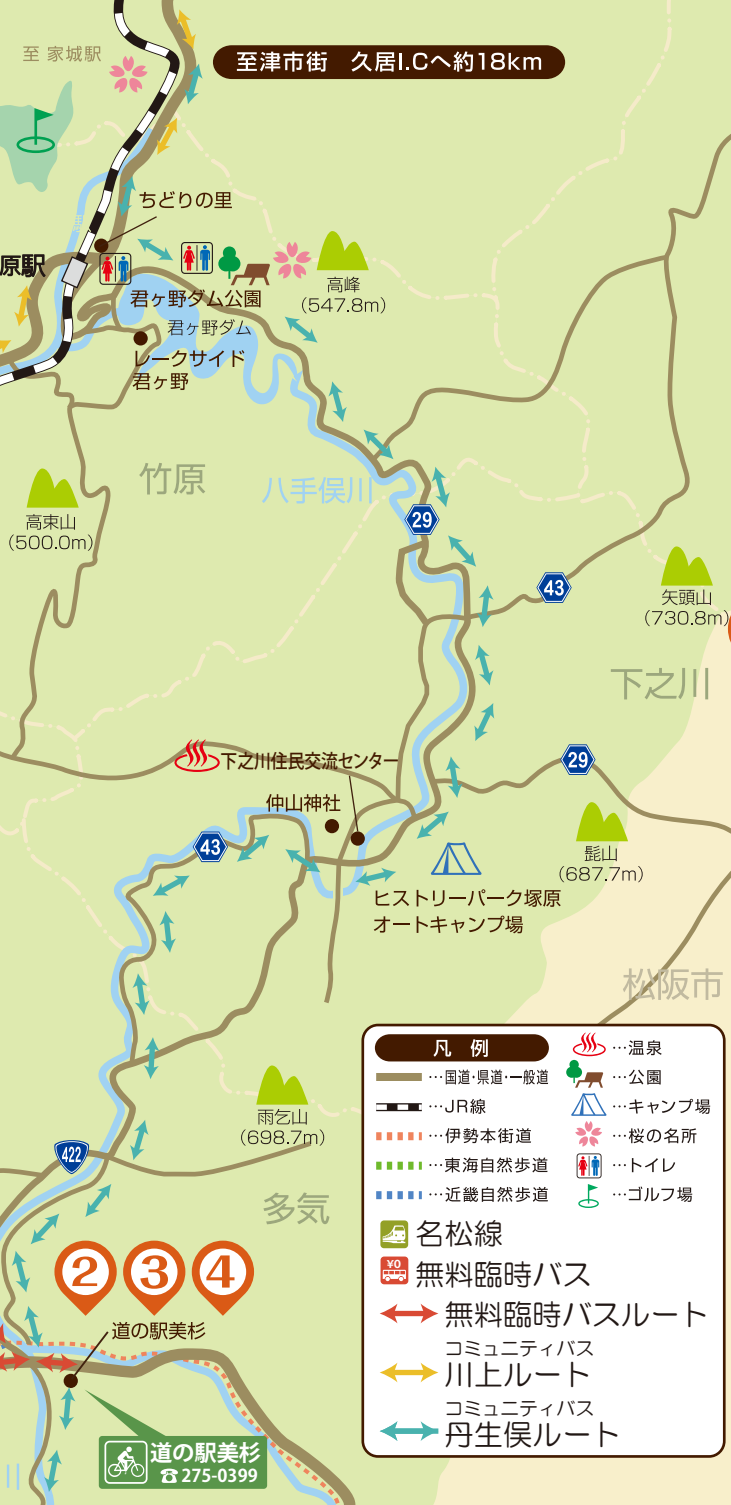 至 家城駅
至津市街 久居I.Cへ約18km
ちどりの里
原駅
君ヶ野ダム公園
高峰
(547.8m)
君ヶ野ダム
レークサイド
君ヶ野
竹原
八手俣川
高束山
(500.0m)
29
43
矢頭山
(730.8m)
下之川
下之川住民交流センター
29
仲山神社
43
髭山
(687.7m)
ヒストリーパーク塚原
オートキャンプ場
松阪市
雨乞山
(698.7m)
422
多気
2 3 4
道の駅美杉
道の駅美杉
☎275-0399
川
凡 例
…国道・県道・一般道
…JR線
…伊勢本街道
…東海自然歩道
…近畿自然歩道
…温泉
…公園
…キャンプ場
…桜の名所
…トイレ
…ゴルフ場
名松線
¥0
無料臨時バス
無料臨時バスルート
コミュニティバス
川上ルート
コミュニティバス
丹生俣ルート